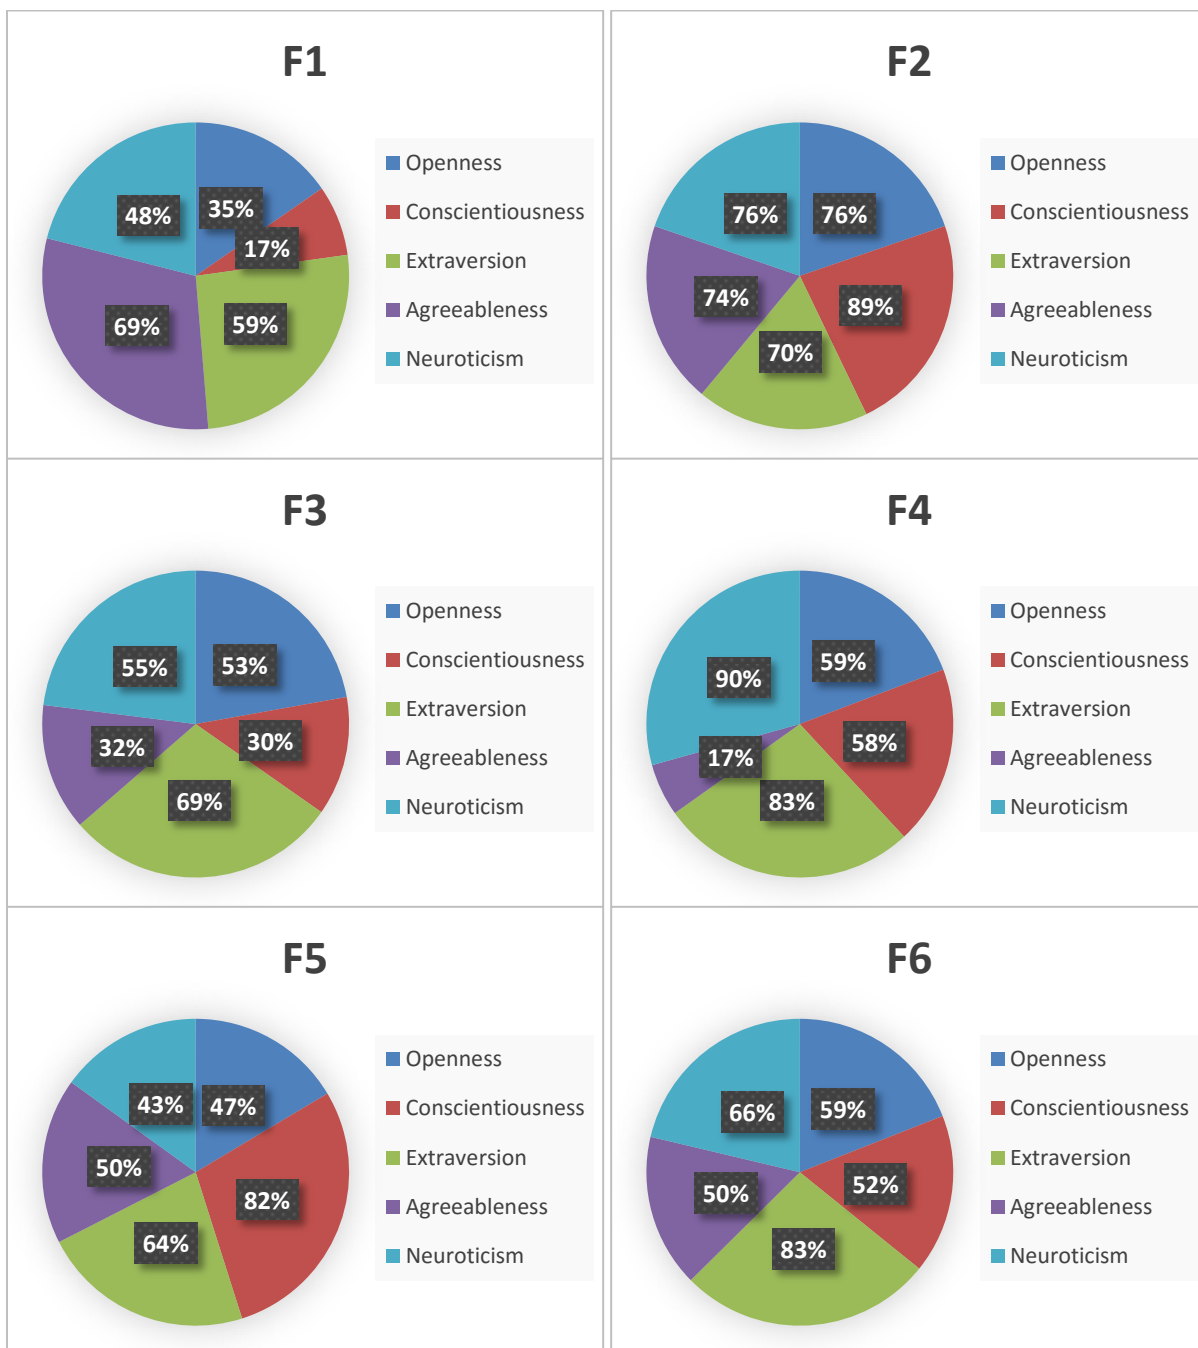 F1
35%
17%
59%
69%
48%
Openness
Conscientiousness
Extraversion
Agreeableness
Neuroticism
F2
76%
89%
70%
74%
76%
Openness
Conscientiousness
Extraversion
Agreeableness
Neuroticism
F3
53%
30%
69%
32%
55%
Openness
Conscientiousness
Extraversion
Agreeableness
Neuroticism
F4
59%
58%
83%
17%
90%
Openness
Conscientiousness
Extraversion
Agreeableness
Neuroticism
F5
47%
82%
64%
50%
43%
Openness
Conscientiousness
Extraversion
Agreeableness
Neuroticism
F6
59%
52%
83%
50%
66%
Openness
Conscientiousness
Extraversion
Agreeableness
Neuroticism